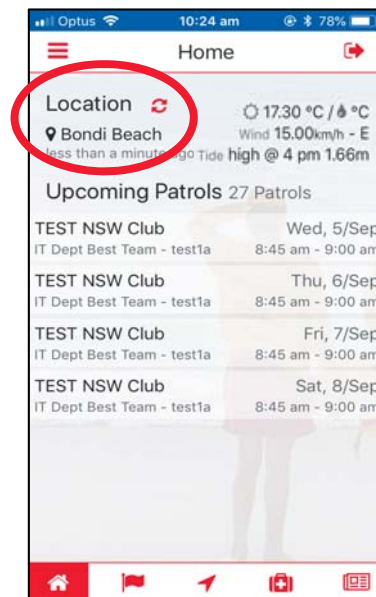 Optus 10:24 am 78%
Home
Location 17.30 °C / °C
Bondi Beach Wind 15.00km/h - E
less than a minute ago Tide high @ 4 pm 1.66m
Upcoming Patrols 27 Patrols
TEST NSW Club Wed, 5/Sep
IT Dept Best Team - test1a 8:45 am - 9:00 am
TEST NSW Club Thu, 6/Sep
IT Dept Best Team - test1a 8:45 am - 9:00 am
TEST NSW Club Fri, 7/Sep
IT Dept Best Team - test1a 8:45 am - 9:00 am
TEST NSW Club Sat, 8/Sep
IT Dept Best Team - test1a 8:45 am - 9:00 am